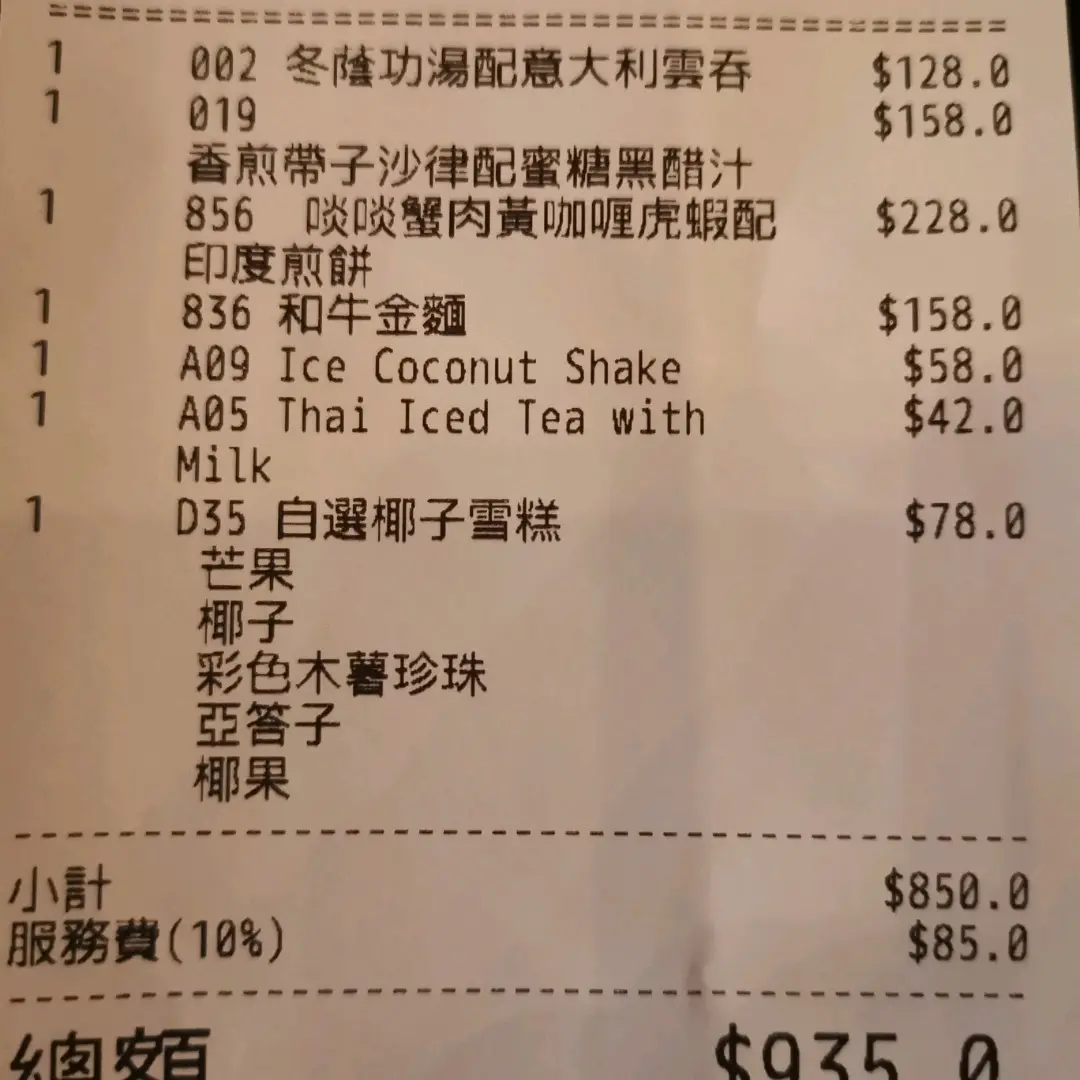 1 002 冬蔭功湯配意大利雲吞 $128.0
1 019 $158.0
香煎帶子沙律配蜜糖黑醋汁
1 856 啖啖蟹肉黃咖喱虎蝦配 $228.0
印度煎餅
1 836 和牛金麵 $158.0
1 A09 Ice Coconut Shake $58.0
1 A05 Thai Iced Tea with $42.0
Milk
1 D35 自選椰子雪糕 $78.0
芒果
椰子
彩色木薯珍珠
亞答子
椰果
小計 $850.0
服務費(10%) $85.0
總額 $935.0